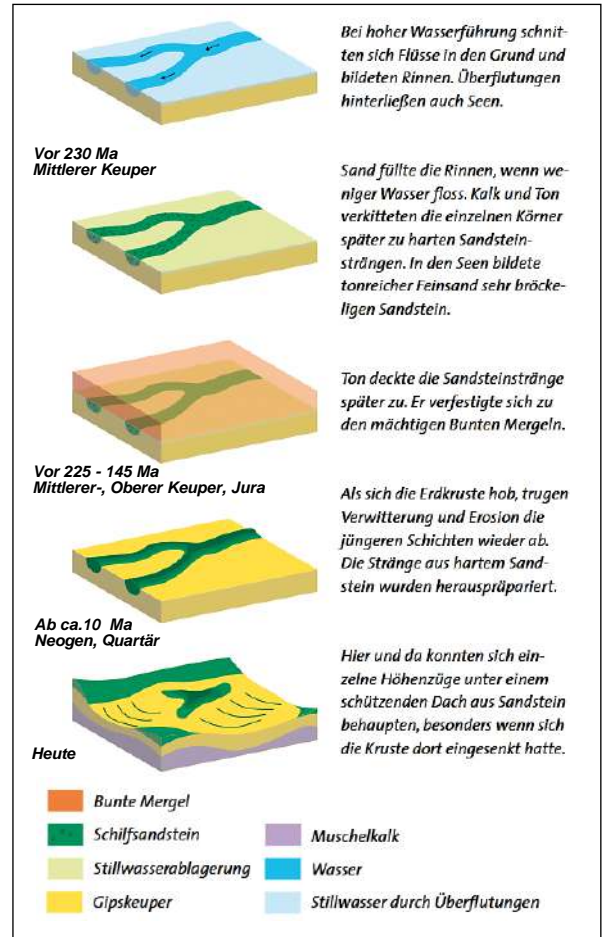 Bei hoher Wasserführung schnit-
ten sich Flüsse in den Grund und
bildeten Rinnen. Überflutungen
hinterließen auch Seen.
Vor 230 Ma
Mittlerer Keuper
Sand füllte die Rinnen, wenn we-
niger Wasser floss. Kalk und Ton
verkitteten die einzelnen Körner
später zu harten Sandstein-
strängen. In den Seen bildete
tonreicher Feinsand sehr bröcke-
ligen Sandstein.
Ton deckte die Sandsteinstränge
später zu. Er verfestigte sich zu
den mächtigen Bunten Mergeln.
Vor 225 - 145 Ma
Mittlerer-, Oberer Keuper, Jura
Als sich die Erdkruste hob, trugen
Verwitterung und Erosion die
jüngeren Schichten wieder ab.
Die Stränge aus hartem Sand-
stein wurden herauspräpariert.
Ab ca.10 Ma
Neogen, Quartär
Hier und da konnten sich ein-
zelne Höhenzüge unter einem
schützenden Dach aus Sandstein
behaupten, besonders wenn sich
die Kruste dort eingesenkt hatte.
Heute
Bunte Mergel
Schilfsandstein
Stillwasserablagerung
Gipskeuper
Muschelkalk
Wasser
Stillwasser durch Überflutungen